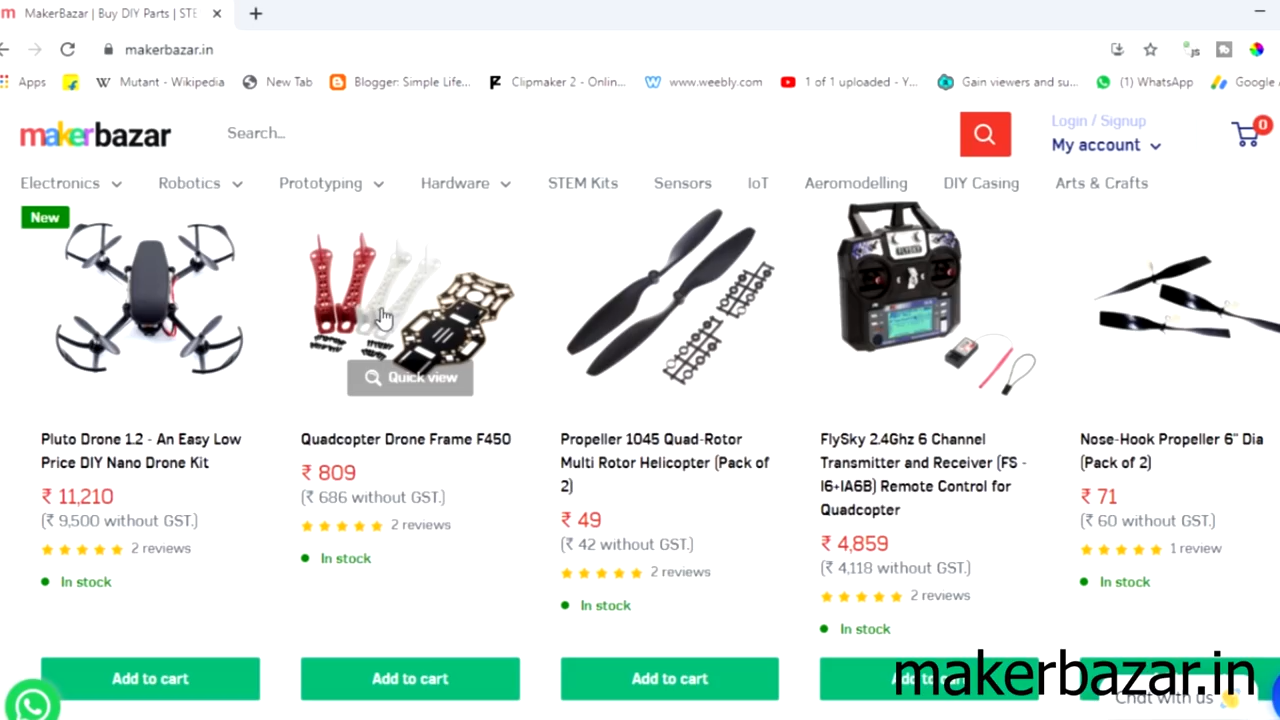 MakerBazar | Buy DIY Parts | STE
makerbazar.in
Apps
Mutant - Wikipedia
New Tab
Blogger: Simple Life...
Clipmaker 2 - Onlin...
www.weebly.com
1 of 1 uploaded - Y...
Gain viewers and su...
(1) WhatsApp
Google
makerbazar
Search...
Login / Signup
My account
0
Electronics
Robotics
Prototyping
Hardware
STEM Kits
Sensors
IoT
Aeromodelling
DIY Casing
Arts & Crafts
New
Quick view
FLYSKY
Pluto Drone 1.2 - An Easy Low
Price DIY Nano Drone Kit
₹ 11,210
(₹ 9,500 without GST.)
2 reviews
In stock
Add to cart
Quadcopter Drone Frame F450
₹ 809
(₹ 686 without GST.)
2 reviews
In stock
Add to cart
Propeller 1045 Quad-Rotor
Multi Rotor Helicopter (Pack of
2)
₹ 49
(₹ 42 without GST.)
2 reviews
In stock
Add to cart
FlySky 2.4Ghz 6 Channel
Transmitter and Receiver (FS -
I6+IA6B) Remote Control for
Quadcopter
₹ 4,859
(₹ 4,118 without GST.)
2 reviews
In stock
Add to cart
Nose-Hook Propeller 6" Dia
(Pack of 2)
₹ 71
(₹ 60 without GST.)
1 review
In stock
makerbazar.in
Chat with us